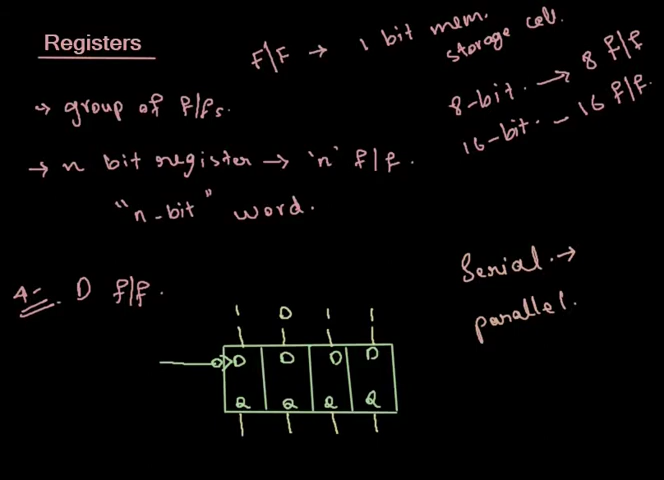 Registers
F/F → 1 bit mem.
storage cell.
→ group of f/fs.
8-bit. → 8 f/f
16-bit. - 16 f/f.
→ n bit register → 'n' f/f.
"n-bit" word.
Serial. →
parallel.
4- D f/f.
1 0 1 1
D D D D
Q Q Q Q